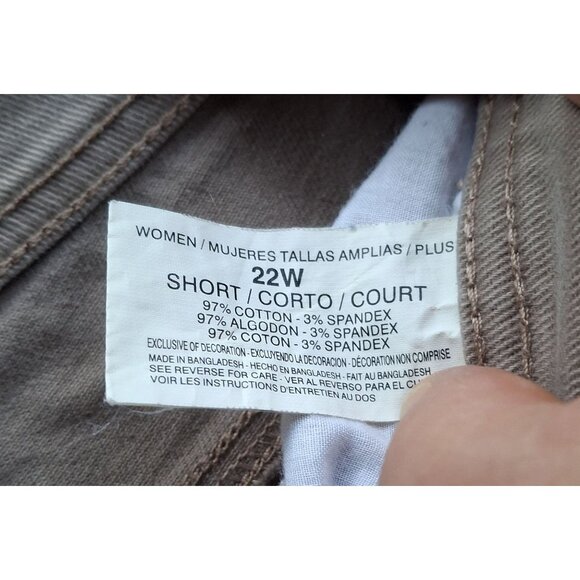 WOMEN / MUJERES TALLAS AMPLIAS / PLUS
22W
SHORT / CORTO / COURT
97% COTTON - 3% SPANDEX
97% ALGODON - 3% SPANDEX
97% COTON - 3% SPANDEX
EXCLUSIVE OF DECORATION - EXCLUYENDO LA DECORACION - DÉCORATION NON COMPRISE
MADE IN BANGLADESH - HECHO EN BANGLADESH - FAIT AU BANGLADESH
SEE REVERSE FOR CARE - VER AL REVERSO PARA EL
VOIR LES INSTRUCTIONS D'ENTRETIEN AU DOS